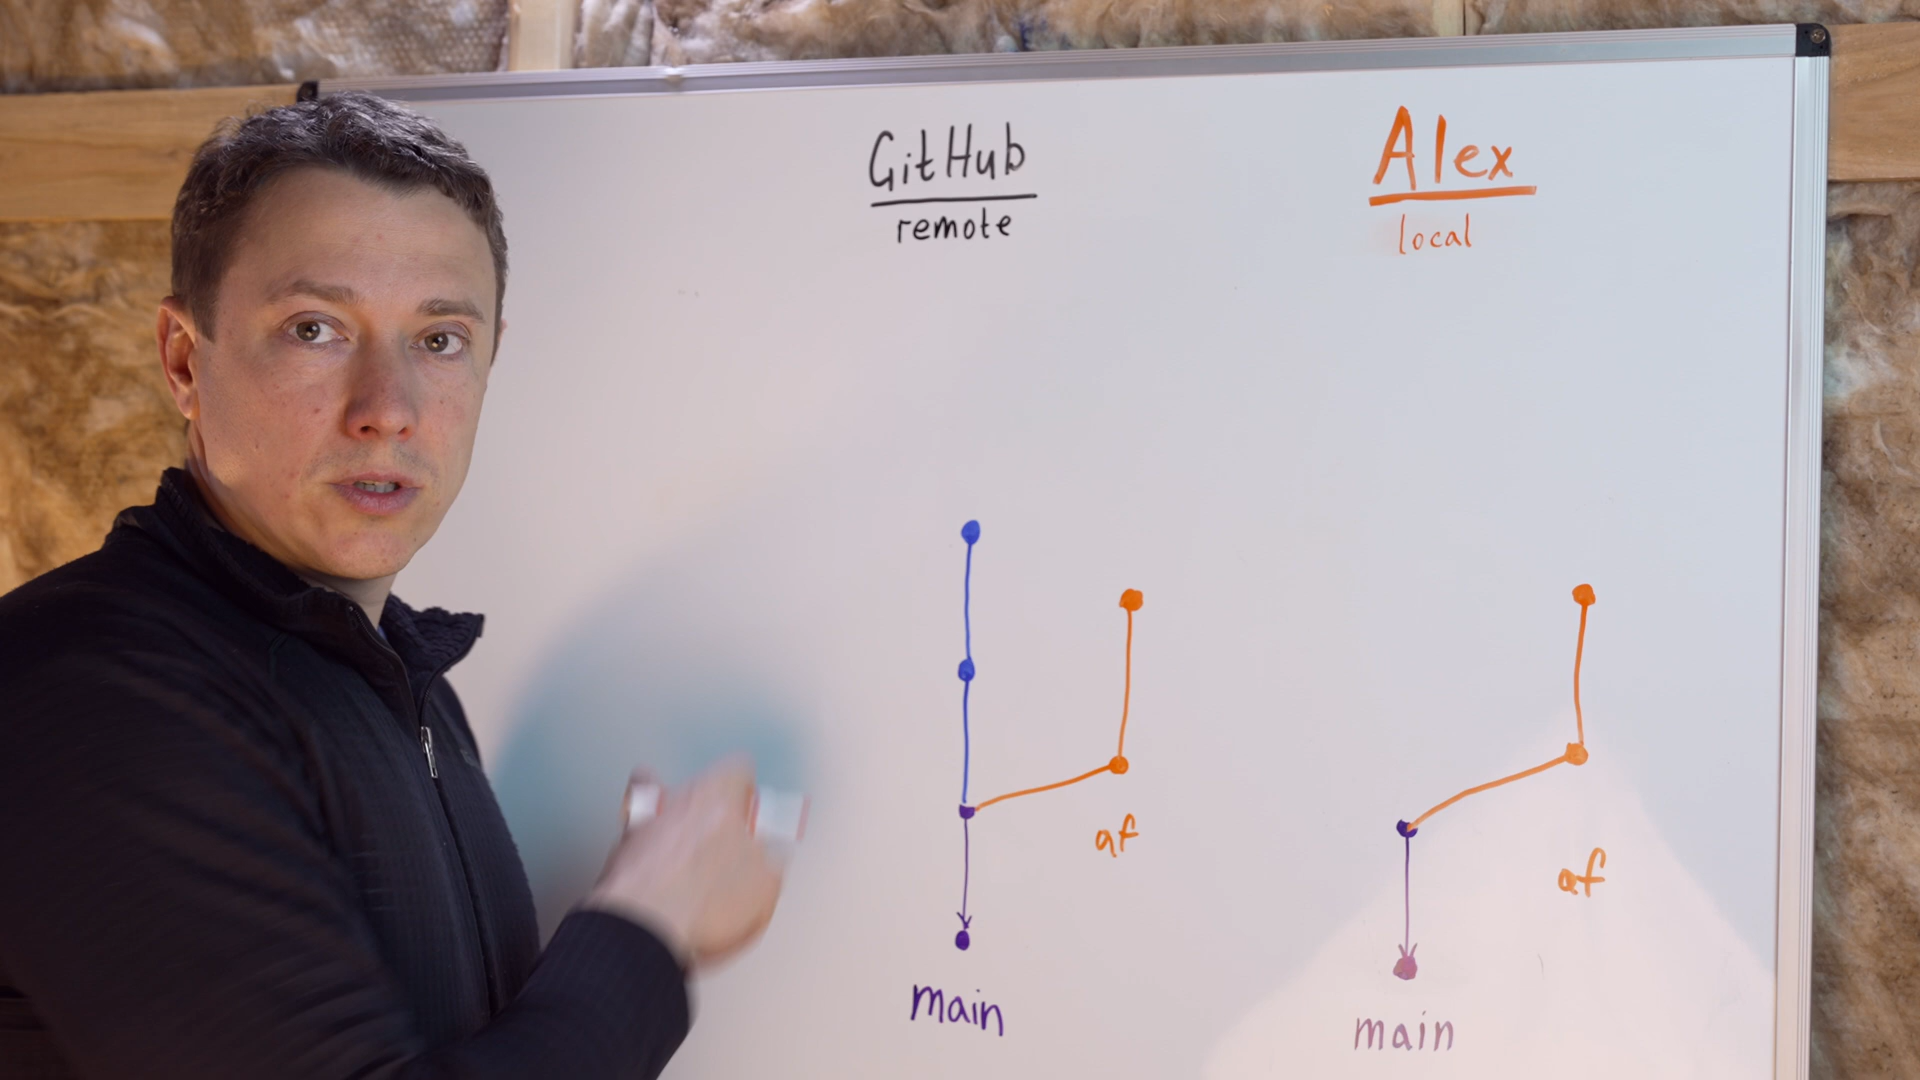 GitHub
remote
Alex
local
af
af
main
main